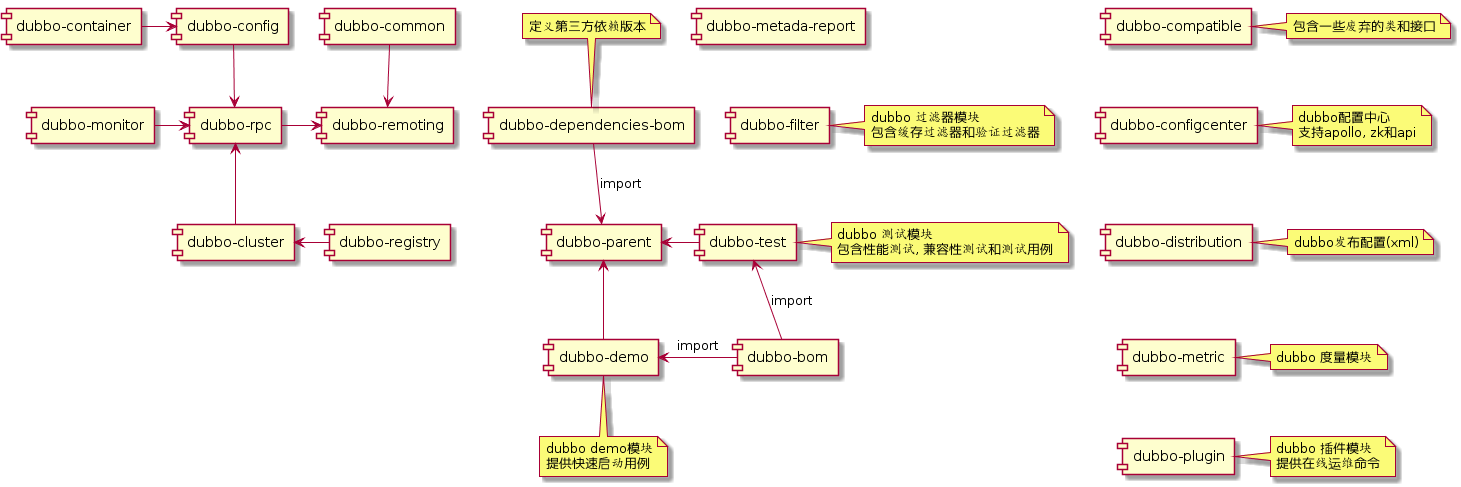 dubbo-container
dubbo-config
dubbo-common
定义第三方依赖版本
dubbo-metada-report
dubbo-compatible
包含一些废弃的类和接口
dubbo-monitor
dubbo-rpc
dubbo-remoting
dubbo-dependencies-bom
dubbo-filter
dubbo 过滤器模块
包含缓存过滤器和验证过滤器
dubbo-configcenter
dubbo配置中心
支持apollo, zk和api
import
dubbo-cluster
dubbo-registry
dubbo-parent
dubbo-test
dubbo 测试模块
包含性能测试, 兼容性测试和测试用例
dubbo-distribution
dubbo发布配置(xml)
import
dubbo-demo
import
dubbo-bom
dubbo-metric
dubbo 度量模块
dubbo demo模块
提供快速启动用例
dubbo-plugin
dubbo 插件模块
提供在线运维命令